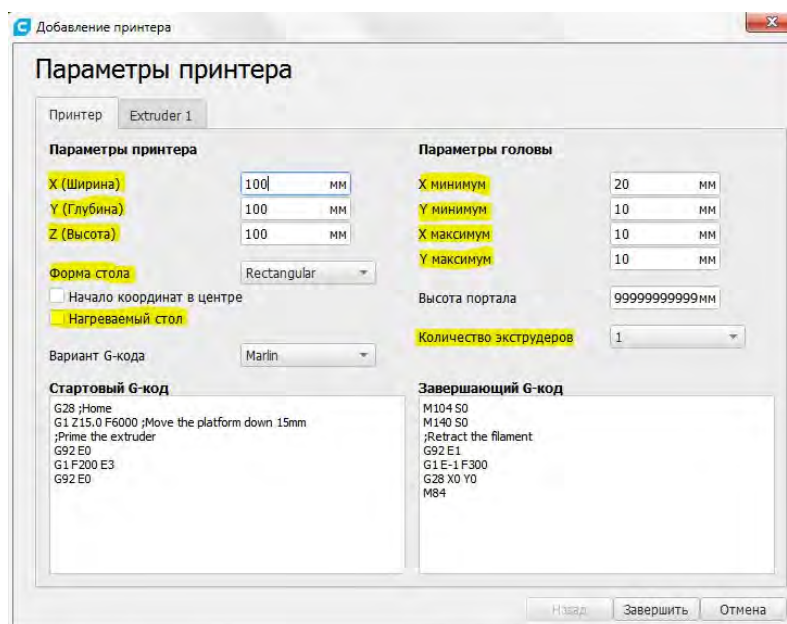 Добавление принтера
Параметры принтера
Принтер Extruder 1
Параметры принтера
X (Ширина) 100 мм
Y (Глубина) 100 мм
Z (Высота) 100 мм
Форма стола Rectangular
Начало координат в центре
Нагреваемый стол
Вариант G-кода Marlin
Параметры головы
X минимум 20 мм
Y минимум 10 мм
X максимум 10 мм
Y максимум 10 мм
Высота портала 99999999999мм
Количество экструдеров 1
Стартовый G-код
G28 ;Home
G1 Z15.0 F6000 ;Move the platform down 15mm
;Prime the extruder
G92 E0
G1 F200 E3
G92 E0
Завершающий G-код
M104 S0
M140 S0
;Retract the filament
G92 E1
G1 E-1 F300
G28 X0 Y0
M84
Назад Завершить Отмена